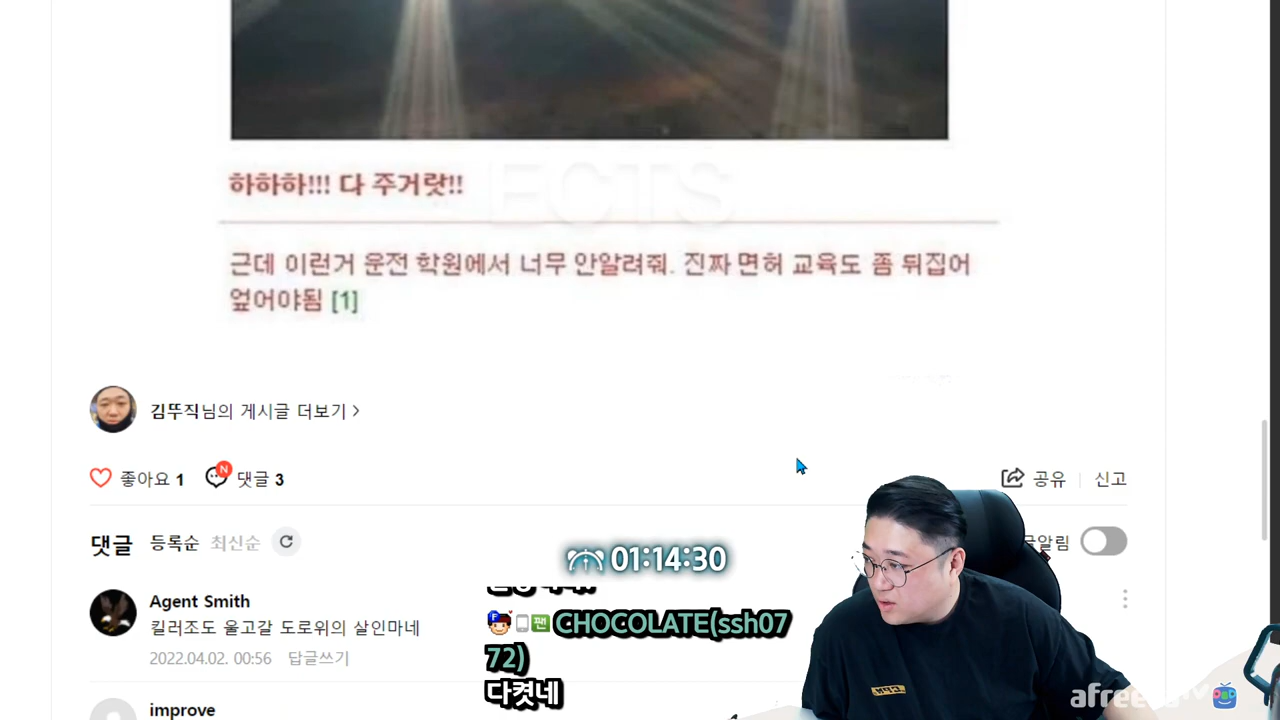 하하하!!! 다 주거랏!!
ECTS
근데 이런거 운전 학원에서 너무 안알려줘. 진짜 면허 교육도 좀 뒤집어
엎어야됨 [1]
김뚜직님의 게시글 더보기 >
좋아요 1 N 댓글 3
공유 신고
댓글 등록순 최신순
01:14:30
Agent Smith
킬러조도 울고갈 도로위의 살인마네
2022.04.02. 00:56 답글쓰기
팬 CHOCOLATE(ssh07
72)
다켯네
improve